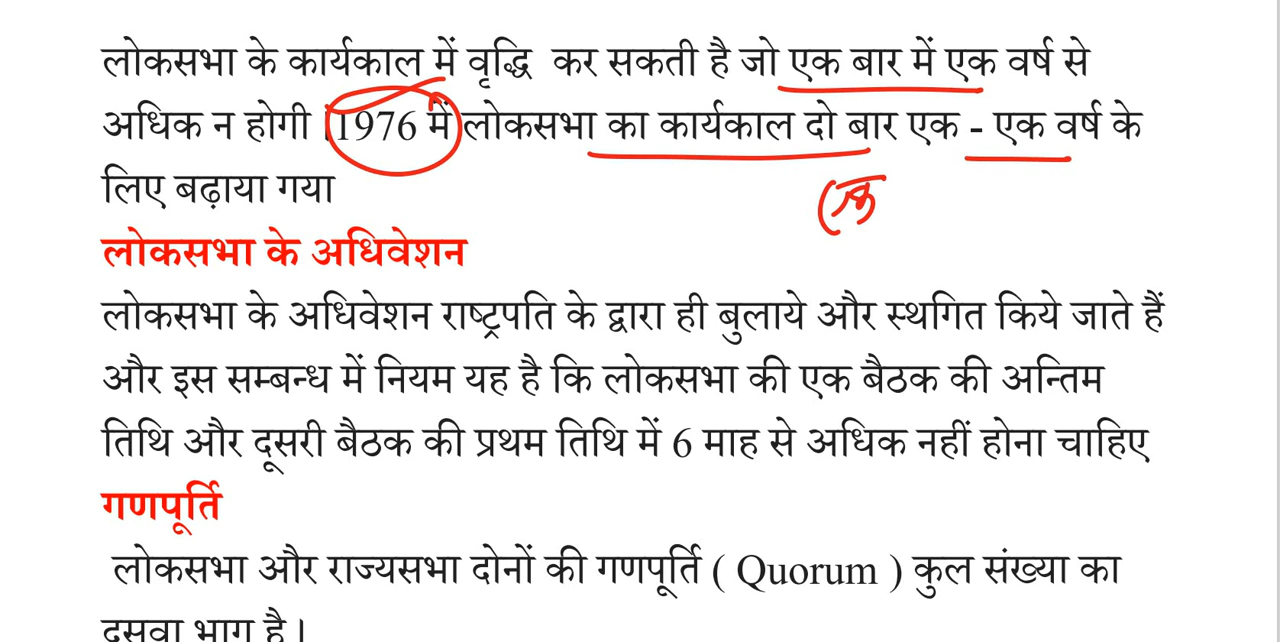 लोकसभा के कार्यकाल में वृद्धि कर सकती है जो एक बार में एक वर्ष से
अधिक न होगी |1976 में लोकसभा का कार्यकाल दो बार एक - एक वर्ष के
लिए बढ़ाया गया
लोकसभा के अधिवेशन
लोकसभा के अधिवेशन राष्ट्रपति के द्वारा ही बुलाये और स्थगित किये जाते हैं
और इस सम्बन्ध में नियम यह है कि लोकसभा की एक बैठक की अन्तिम
तिथि और दूसरी बैठक की प्रथम तिथि में 6 माह से अधिक नहीं होना चाहिए
गणपूर्ति
लोकसभा और राज्यसभा दोनों की गणपूर्ति ( Quorum ) कुल संख्या का
दसवा भाग है।